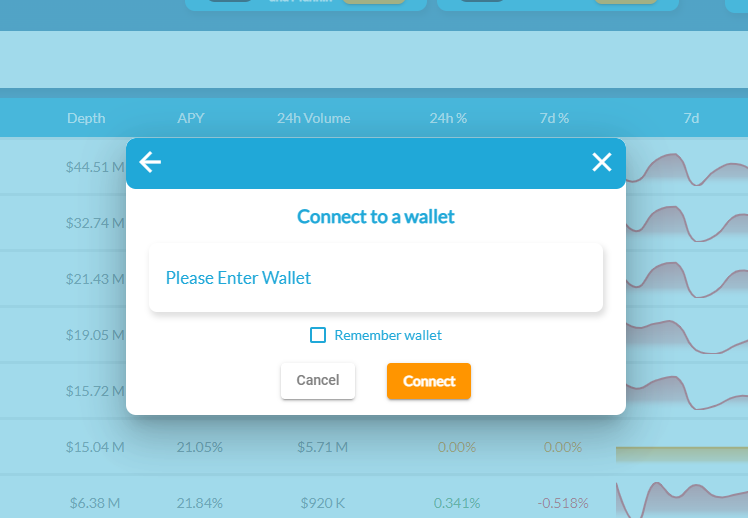 Depth APY 24h Volume 24h % 7d % 7d
$44.51 M
Connect to a wallet
$32.74 M
Please Enter Wallet
$21.43 M
Remember wallet
$19.05 M
Cancel Connect
$15.72 M
$15.04 M 21.05% $5.71 M 0.00% 0.00%
$6.38 M 21.84% $920 K 0.341% -0.518%